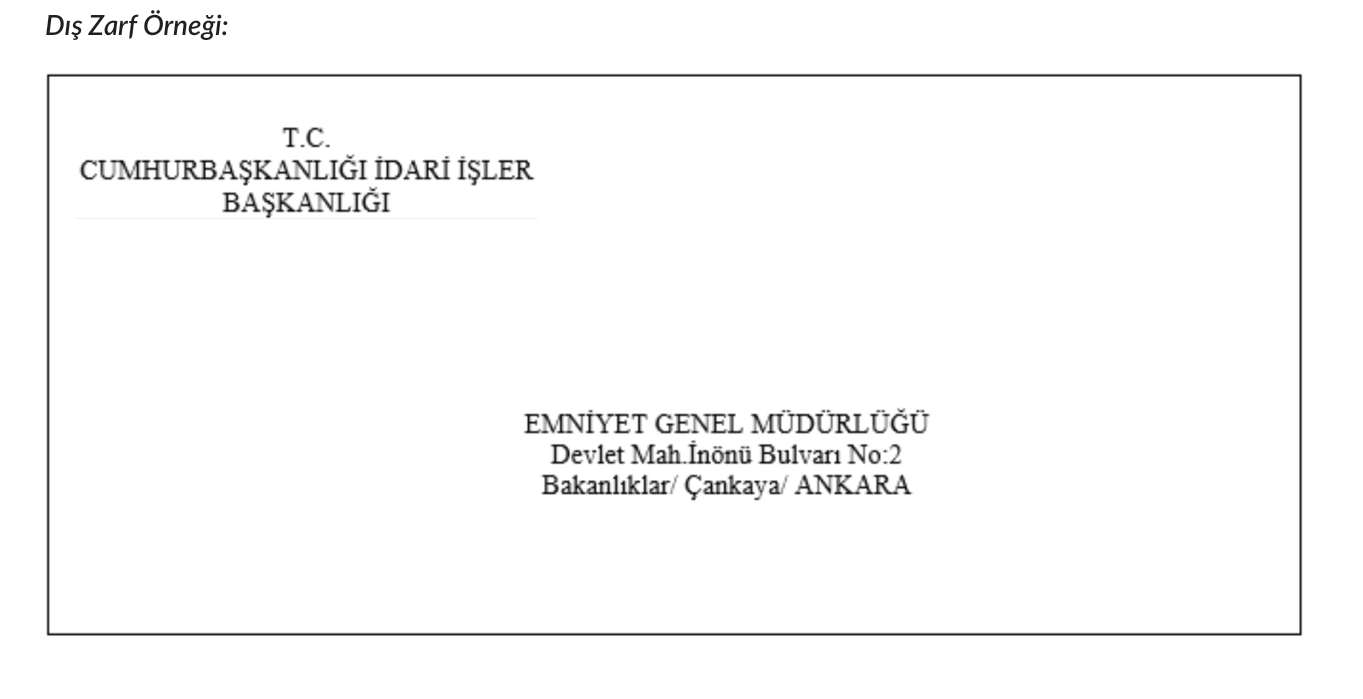 Dış Zarf Örneği:
T.C.
CUMHURBAŞKANLIĞI İDARİ İŞLER
BAŞKANLIĞI
EMNİYET GENEL MÜDÜRLÜĞÜ
Devlet Mah.İnönü Bulvarı No:2
Bakanlıklar/ Çankaya/ ANKARA